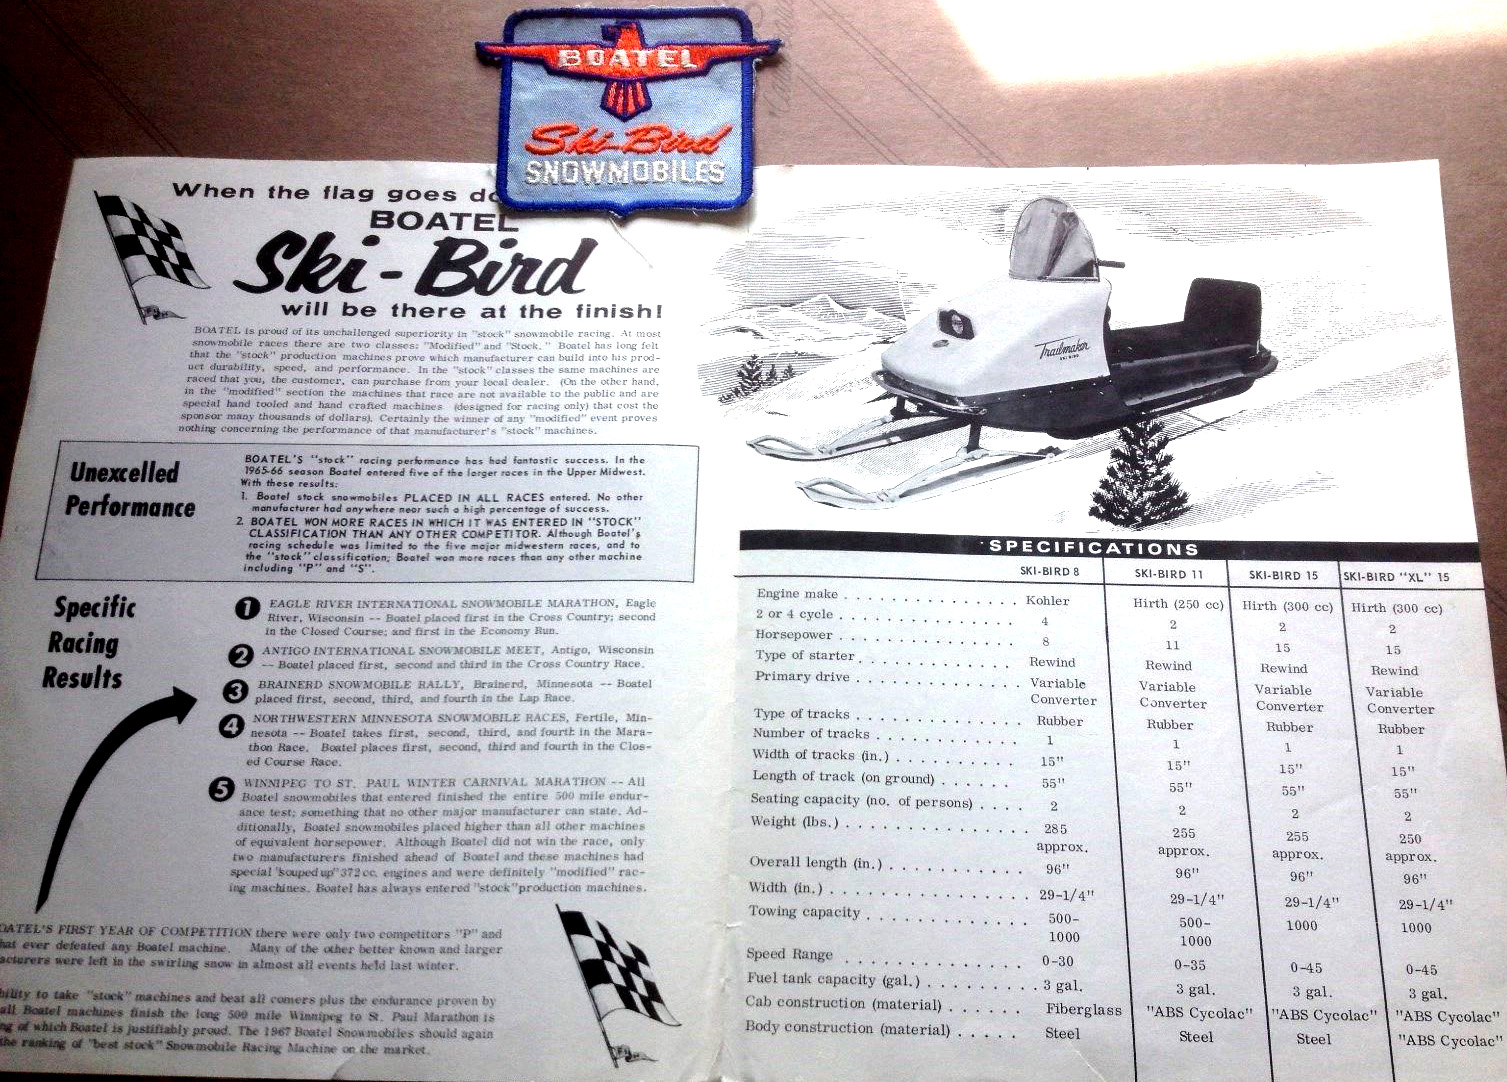 BOATEL
Ski-Bird
SNOWMOBILES
When the flag goes do
BOATEL
Ski-Bird
will be there at the finish!
BOATEL is proud of its unchallenged superiority in "stock" snowmobile racing. At most
snowmobile races there are two classes: "Modified" and "Stock." Boatel has long felt
that the "stock" production machines prove which manufacturer can build into his prod-
uct durability, speed, and performance. In the "stock" classes the same machines are
raced that you, the customer, can purchase from your local dealer. (On the other hand,
in the "modified" section the machines that race are not available to the public and are
special hand tooled and hand crafted machines (designed for racing only) that cost the
sponsor many thousands of dollars). Certainly the winner of any "modified" event proves
nothing concerning the performance of that manufacturer's "stock" machines.
Unexcelled
Performance
BOATEL'S "stock" racing performance has had fantastic success. In the
1965-66 season Boatel entered five of the larger races in the Upper Midwest.
With these results:
1. Boatel stock snowmobiles PLACED IN ALL RACES entered. No other
manufacturer had anywhere near such a high percentage of success.
2. BOATEL WON MORE RACES IN WHICH IT WAS ENTERED IN "STOCK"
CLASSIFICATION THAN ANY OTHER COMPETITOR. Although Boatel's
racing schedule was limited to the five major midwestern races, and to
the "stock" classification; Boatel won more races than any other machine
including "P" and "S".
Specific
Racing
Results
1 EAGLE RIVER INTERNATIONAL SNOWMOBILE MARATHON, Eagle
River, Wisconsin -- Boatel placed first in the Cross Country; second
in the Closed Course; and first in the Economy Run.
2 ANTIGO INTERNATIONAL SNOWMOBILE MEET, Antigo, Wisconsin
-- Boatel placed first, second and third in the Cross Country Race.
3 BRAINERD SNOWMOBILE RALLY, Brainerd, Minnesota -- Boatel
placed first, second, third, and fourth in the Lap Race.
4 NORTHWESTERN MINNESOTA SNOWMOBILE RACES, Fertile, Min-
nesota -- Boatel takes first, second, third, and fourth in the Mara-
thon Race. Boatel places first, second, third and fourth in the Clos-
ed Course Race.
5 WINNIPEG TO ST. PAUL WINTER CARNIVAL MARATHON -- All
Boatel snowmobiles that entered finished the entire 500 mile endur-
ance test; something that no other major manufacturer can state. Ad-
ditionally, Boatel snowmobiles placed higher than all other machines
of equivalent horsepower. Although Boatel did not win the race, only
two manufacturers finished ahead of Boatel and these machines had
special "souped up" 372 cc. engines and were definitely "modified" rac-
ing machines. Boatel has always entered "stock" production machines.
OATEL'S FIRST YEAR OF COMPETITION there were only two competitors "P" and
hat ever defeated any Boatel machine. Many of the other better known and larger
acturers were left in the swirling snow in almost all events held last winter.
bility to take "stock" machines and beat all comers plus the endurance proven by
all Boatel machines finish the long 500 mile Winnipeg to St. Paul Marathon is
ng of which Boatel is justifiably proud. The 1967 Boatel Snowmobiles should again
the ranking of "best stock" Snowmobile Racing Machine on the market.
Trailmaker
SKI-BIRD
SPECIFICATIONS
SKI-BIRD 8 SKI-BIRD 11 SKI-BIRD 15 SKI-BIRD "XL" 15
Engine make . . . . . . . . . . . . . . . Kohler Hirth (250 cc) Hirth (300 cc) Hirth (300 cc)
2 or 4 cycle . . . . . . . . . . . . . . . 4 2 2 2
Horsepower . . . . . . . . . . . . . . . 8 11 15 15
Type of starter . . . . . . . . . . . . . Rewind Rewind Rewind Rewind
Primary drive . . . . . . . . . . . . . Variable Variable Variable Variable
Converter Converter Converter Converter
Type of tracks . . . . . . . . . . . . . Rubber Rubber Rubber Rubber
Number of tracks . . . . . . . . . . . 1 1 1 1
Width of tracks (in.) . . . . . . . . . . 15" 15" 15" 15"
Length of track (on ground) . . . . . . 55" 55" 55" 55"
Seating capacity (no. of persons) . . . . 2 2 2 2
Weight (lbs.) . . . . . . . . . . . . . . 285 255 255 250
approx. approx. approx. approx.
Overall length (in.) . . . . . . . . . . . 96" 96" 96" 96"
Width (in.) . . . . . . . . . . . . . . . 29-1/4" 29-1/4" 29-1/4" 29-1/4"
Towing capacity . . . . . . . . . . . . 500- 500- 1000 1000
1000 1000
Speed Range . . . . . . . . . . . . . . 0-30 0-35 0-45 0-45
Fuel tank capacity (gal.) . . . . . . . . 3 gal. 3 gal. 3 gal. 3 gal.
Cab construction (material) . . . . . . Fiberglass "ABS Cycolac" "ABS Cycolac" "ABS Cycolac"
Body construction (material) . . . . . Steel Steel Steel "ABS Cycolac"